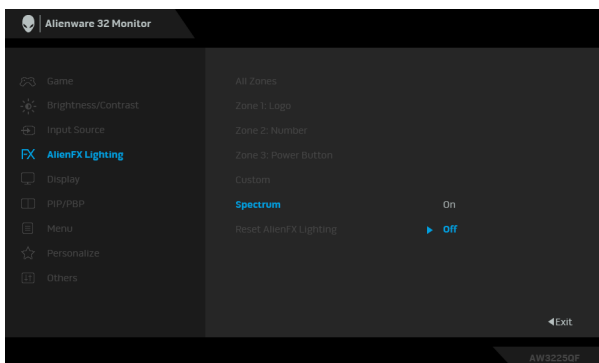 Alienware 32 Monitor
Game
Brightness/Contrast
Input Source
FX AlienFX Lighting
Display
PIP/PBP
Menu
Personalize
Others
All Zones
Zone 1: Logo
Zone 2: Number
Zone 3: Power Button
Custom
Spectrum On
Reset AlienFX Lighting Off
Exit
AW3225QF